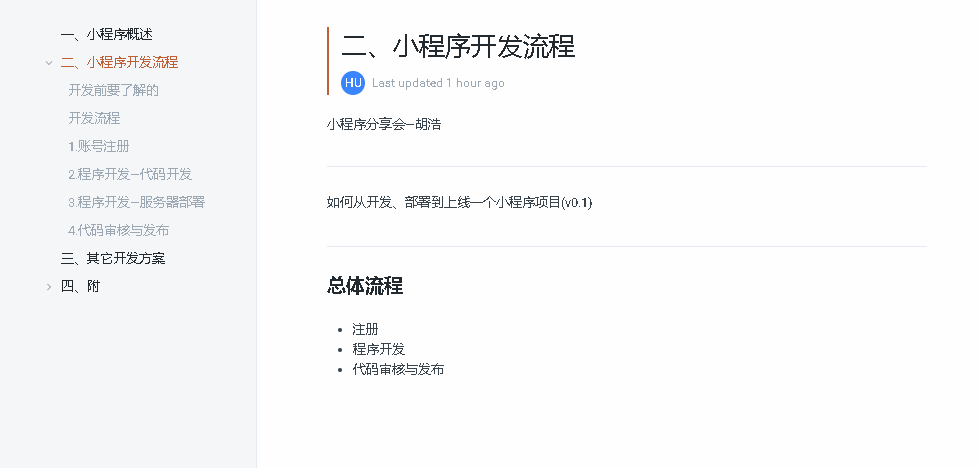 一、小程序概述
二、小程序开发流程
开发前要了解的
开发流程
1.账号注册
2.程序开发—代码开发
3.程序开发—服务器部署
4.代码审核与发布
三、其它开发方案
四、附
二、小程序开发流程
HU Last updated 1 hour ago
小程序分享会—胡浩
如何从开发、部署到上线一个小程序项目(v0.1)
总体流程
• 注册
• 程序开发
• 代码审核与发布